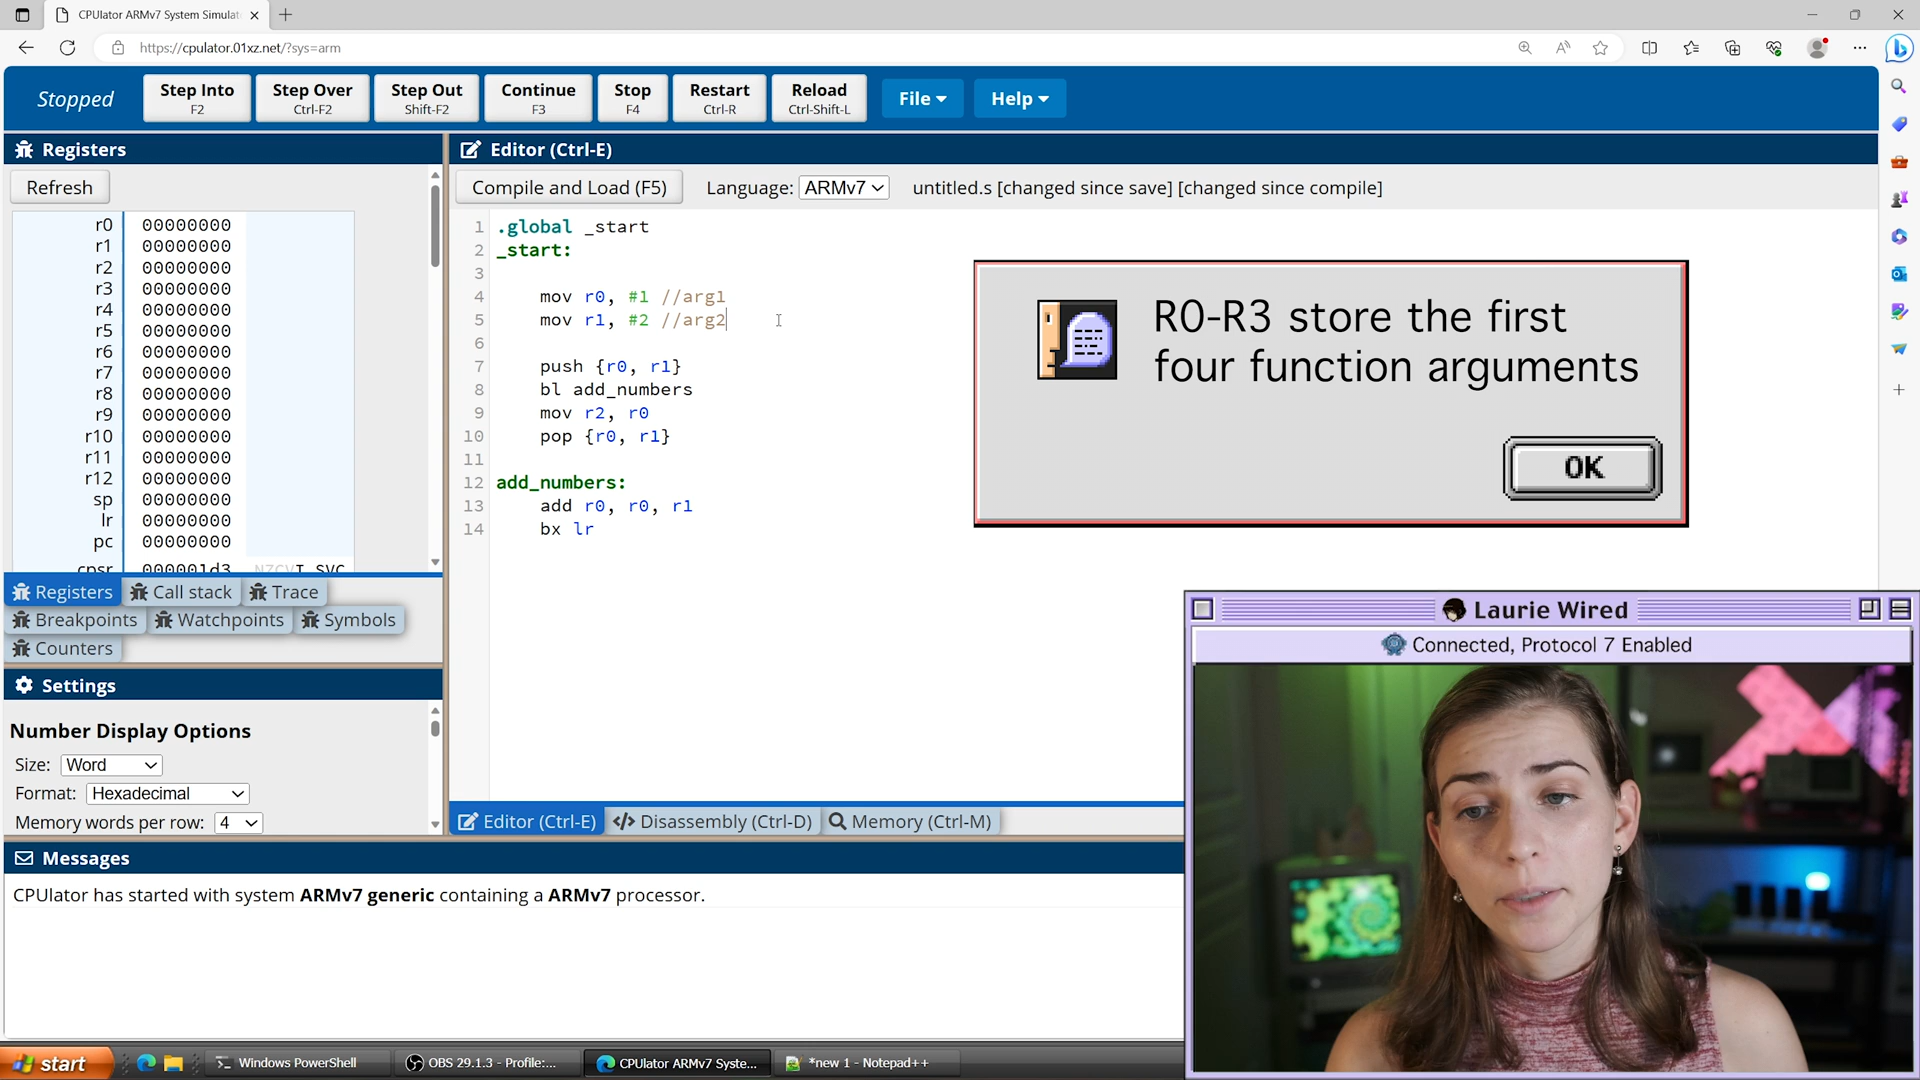 CPUlator ARMv7 System Simulat
https://cpulator.01xz.net/?sys=arm
Stopped
Step Into
F2
Step Over
Ctrl-F2
Step Out
Shift-F2
Continue
F3
Stop
F4
Restart
Ctrl-R
Reload
Ctrl-Shift-L
File
Help
Registers
Refresh
r0 00000000
r1 00000000
r2 00000000
r3 00000000
r4 00000000
r5 00000000
r6 00000000
r7 00000000
r8 00000000
r9 00000000
r10 00000000
r11 00000000
r12 00000000
sp 00000000
lr 00000000
pc 00000000
cpsr 000001d3 NZCVI SVC
Registers Call stack Trace
Breakpoints Watchpoints Symbols
Counters
Settings
Number Display Options
Size: Word
Format: Hexadecimal
Memory words per row: 4
Editor (Ctrl-E)
Compile and Load (F5) Language: ARMv7 untitled.s [changed since save] [changed since compile]
1 .global _start
2 _start:
3
4 mov r0, #1 //arg1
5 mov r1, #2 //arg2
6
7 push {r0, r1}
8 bl add_numbers
9 mov r2, r0
10 pop {r0, r1}
11
12 add_numbers:
13 add r0, r0, r1
14 bx lr
R0-R3 store the first
four function arguments
OK
Editor (Ctrl-E) Disassembly (Ctrl-D) Memory (Ctrl-M)
Messages
CPUlator has started with system ARMv7 generic containing a ARMv7 processor.
Laurie Wired
Connected, Protocol 7 Enabled
start
Windows PowerShell
OBS 29.1.3 - Profile:...
CPUlator ARMv7 Syste...
*new 1 - Notepad++